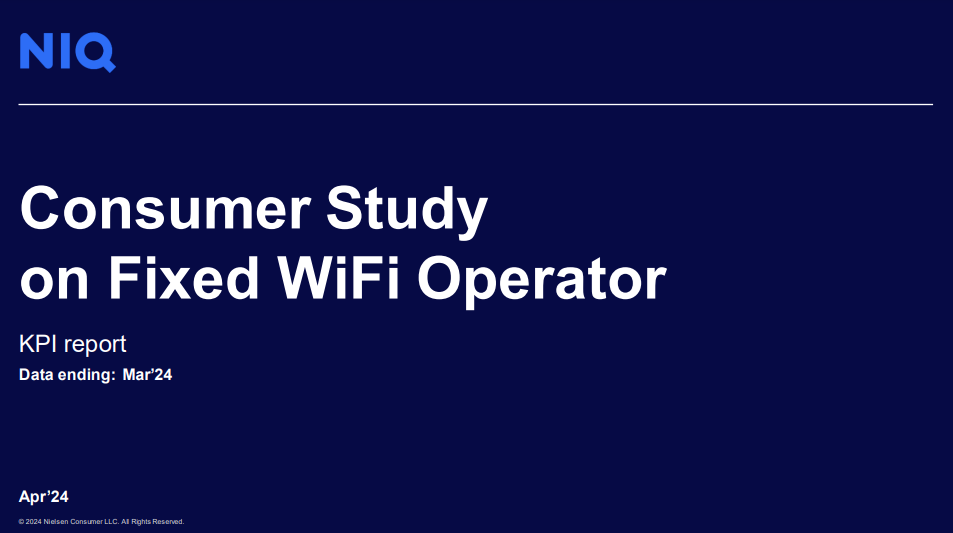 NIQ
Consumer Study
on Fixed WiFi Operator
KPI report
Data ending: Mar’24
Apr’24
© 2024 Nielsen Consumer LLC. All Rights Reserved.